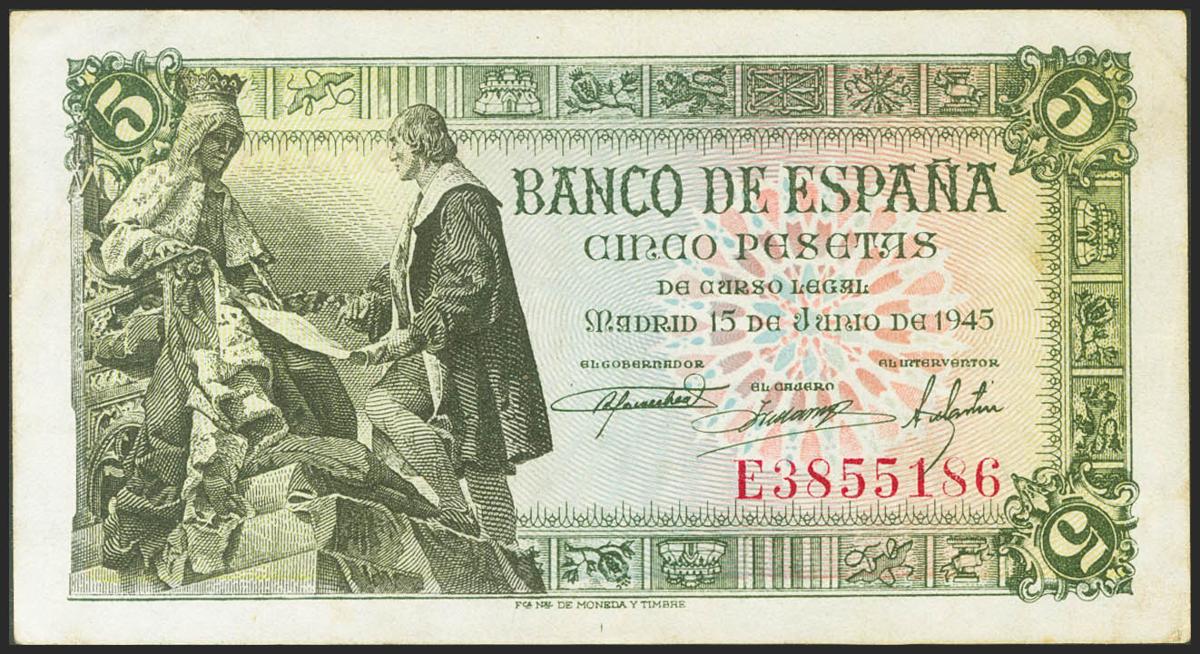 5 5
BANCO DE ESPAÑA
CINCO PESETAS
DE CURSO LEGAL
MADRID 15 DE JUNIO DE 1945
EL GOBERNADOR EL INTERVENTOR
EL CAJERO
E3855186
5
FCA NAL DE MONEDA Y TIMBRE